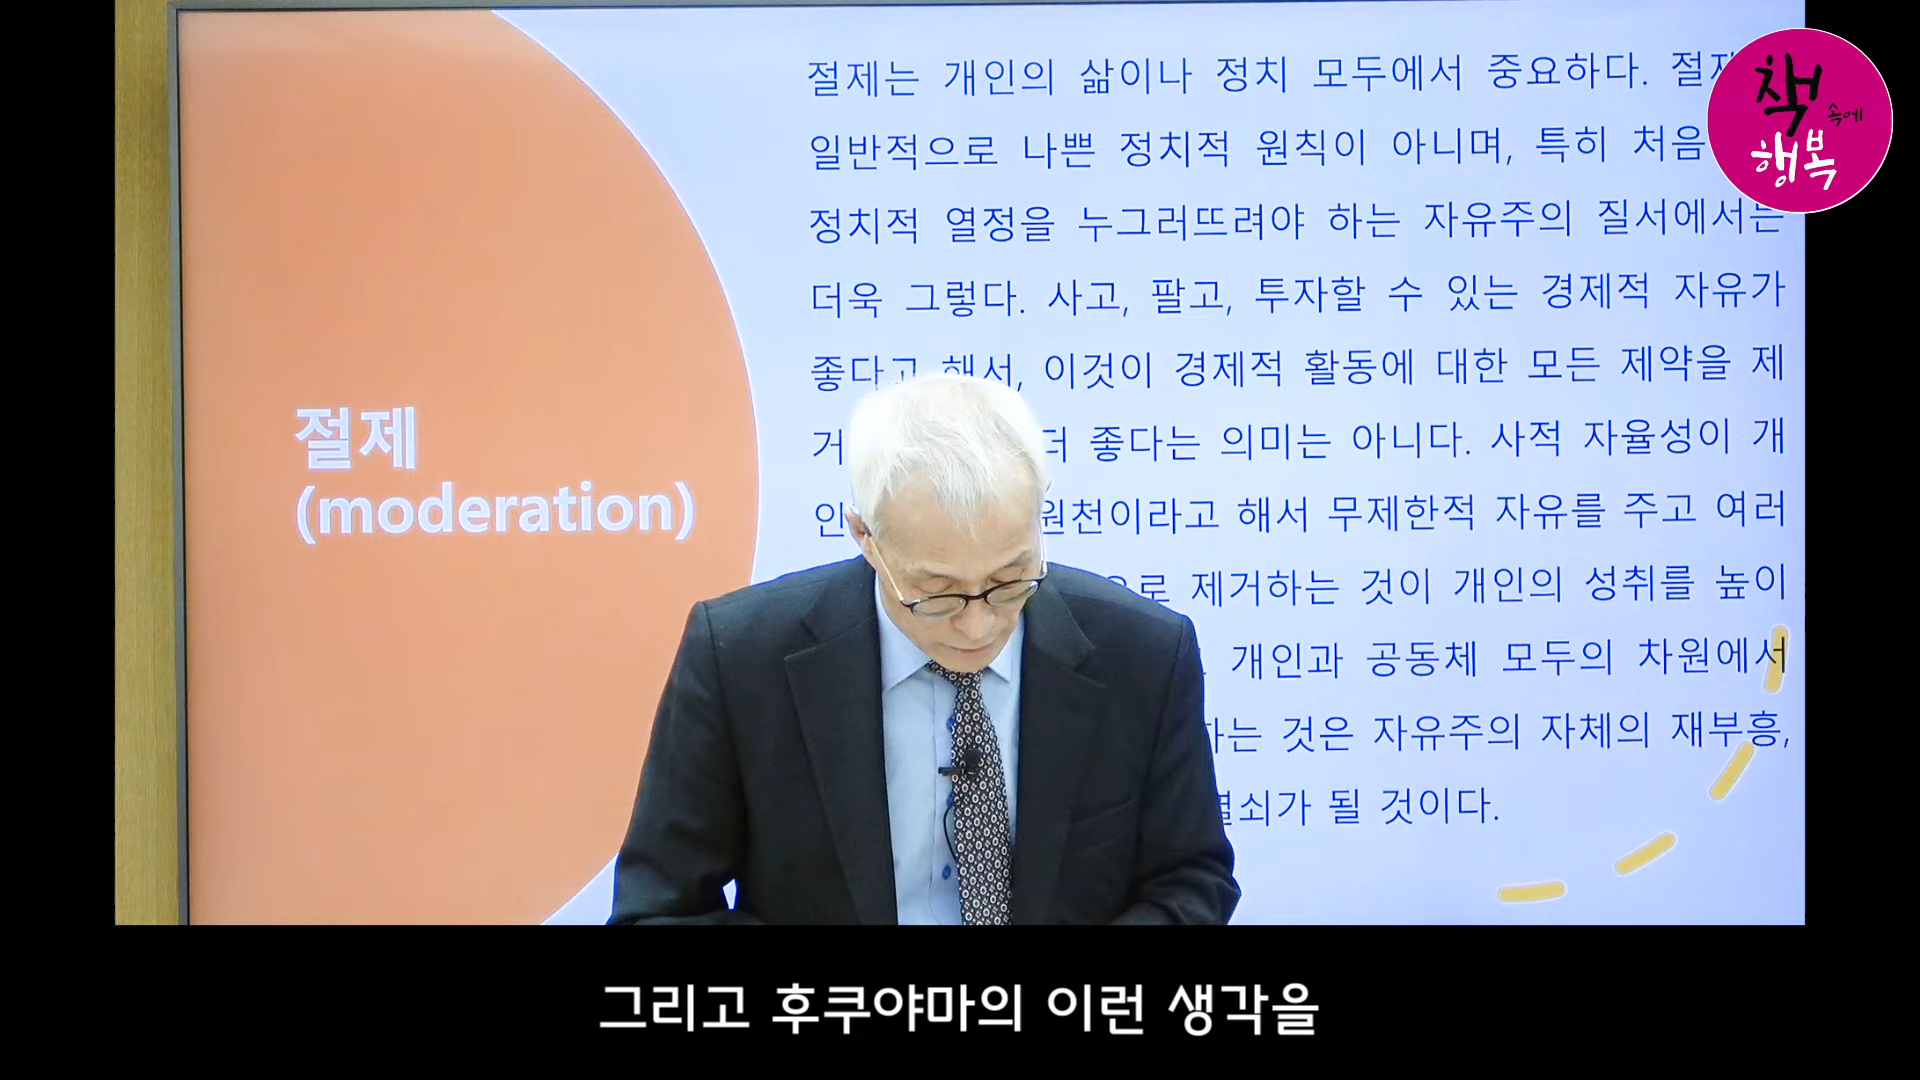 절제는 개인의 삶이나 정치 모두에서 중요하다.
일반적으로 나쁜 정치적 원칙이 아니며, 특히 처음
정치적 열정을 누그러뜨려야 하는 자유주의 질서에서는
더욱 그렇다. 사고, 팔고, 투자할 수 있는 경제적 자유가
좋다고 해서, 이것이 경제적 활동에 대한 모든 제약을 제
거 더 좋다는 의미는 아니다. 사적 자율성이 개
인 원천이라고 해서 무제한적 자유를 주고 여러
로 제거하는 것이 개인의 성취를 높이
개인과 공동체 모두의 차원에서
하는 것은 자유주의 자체의 재부흥,
열쇠가 될 것이다.
절제
(moderation)
책
속에
행복
그리고 후쿠야마의 이런 생각을